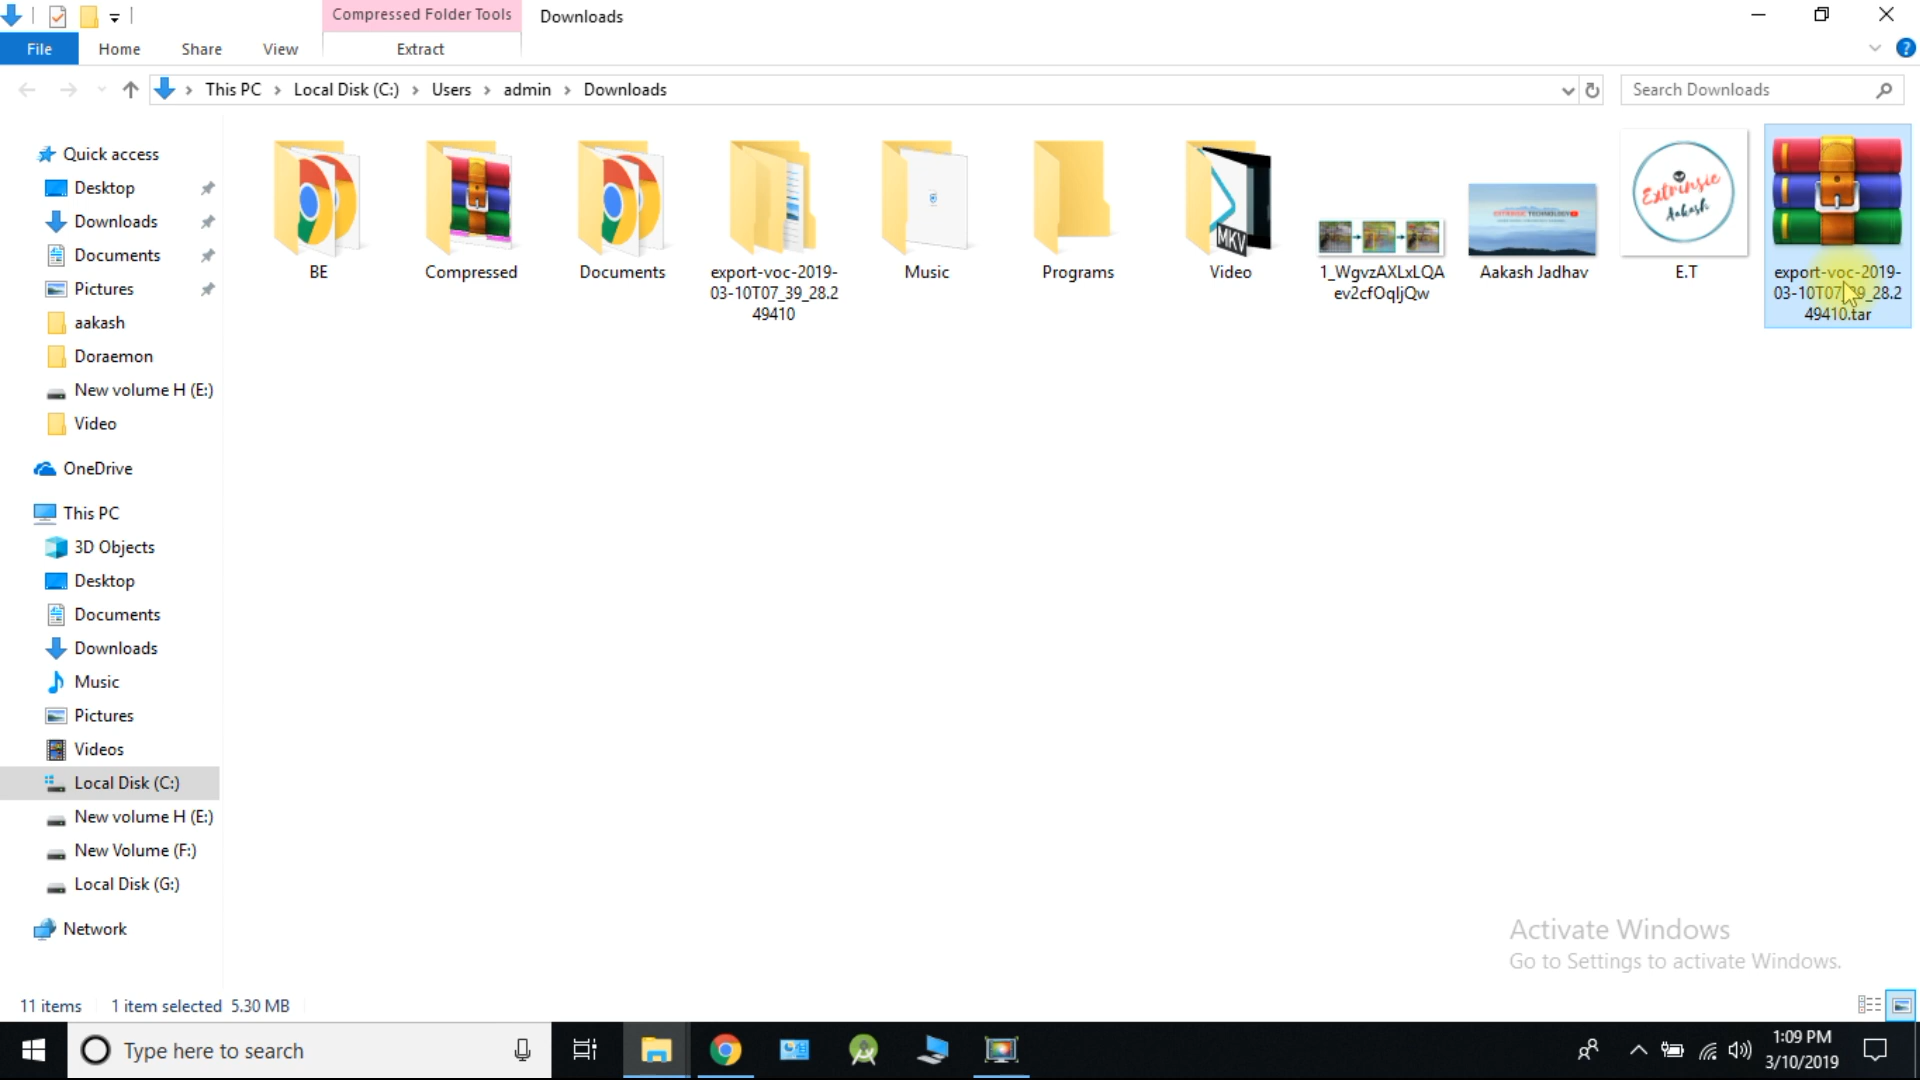 Compressed Folder Tools
Downloads
File
Home
Share
View
Extract
This PC
Local Disk (C:)
Users
admin
Downloads
Search Downloads
Quick access
Desktop
Downloads
Documents
Pictures
aakash
Doraemon
New volume H (E:)
Video
OneDrive
This PC
3D Objects
Desktop
Documents
Downloads
Music
Pictures
Videos
Local Disk (C:)
New volume H (E:)
New Volume (F:)
Local Disk (G:)
Network
BE
Compressed
Documents
export-voc-2019-
03-10T07_39_28.2
49410
Music
Programs
MKV
Video
1_WgvzAXLxLQA
ev2cfOqljQw
EXTRINSIC TECHNOLOGY
Aakash Jadhav
Extrinsic
Aakash
E.T
export-voc-2019-
03-10T07_39_28.2
49410.tar
Activate Windows
Go to Settings to activate Windows.
11 items
1 item selected 5.30 MB
Type here to search
1:09 PM
3/10/2019